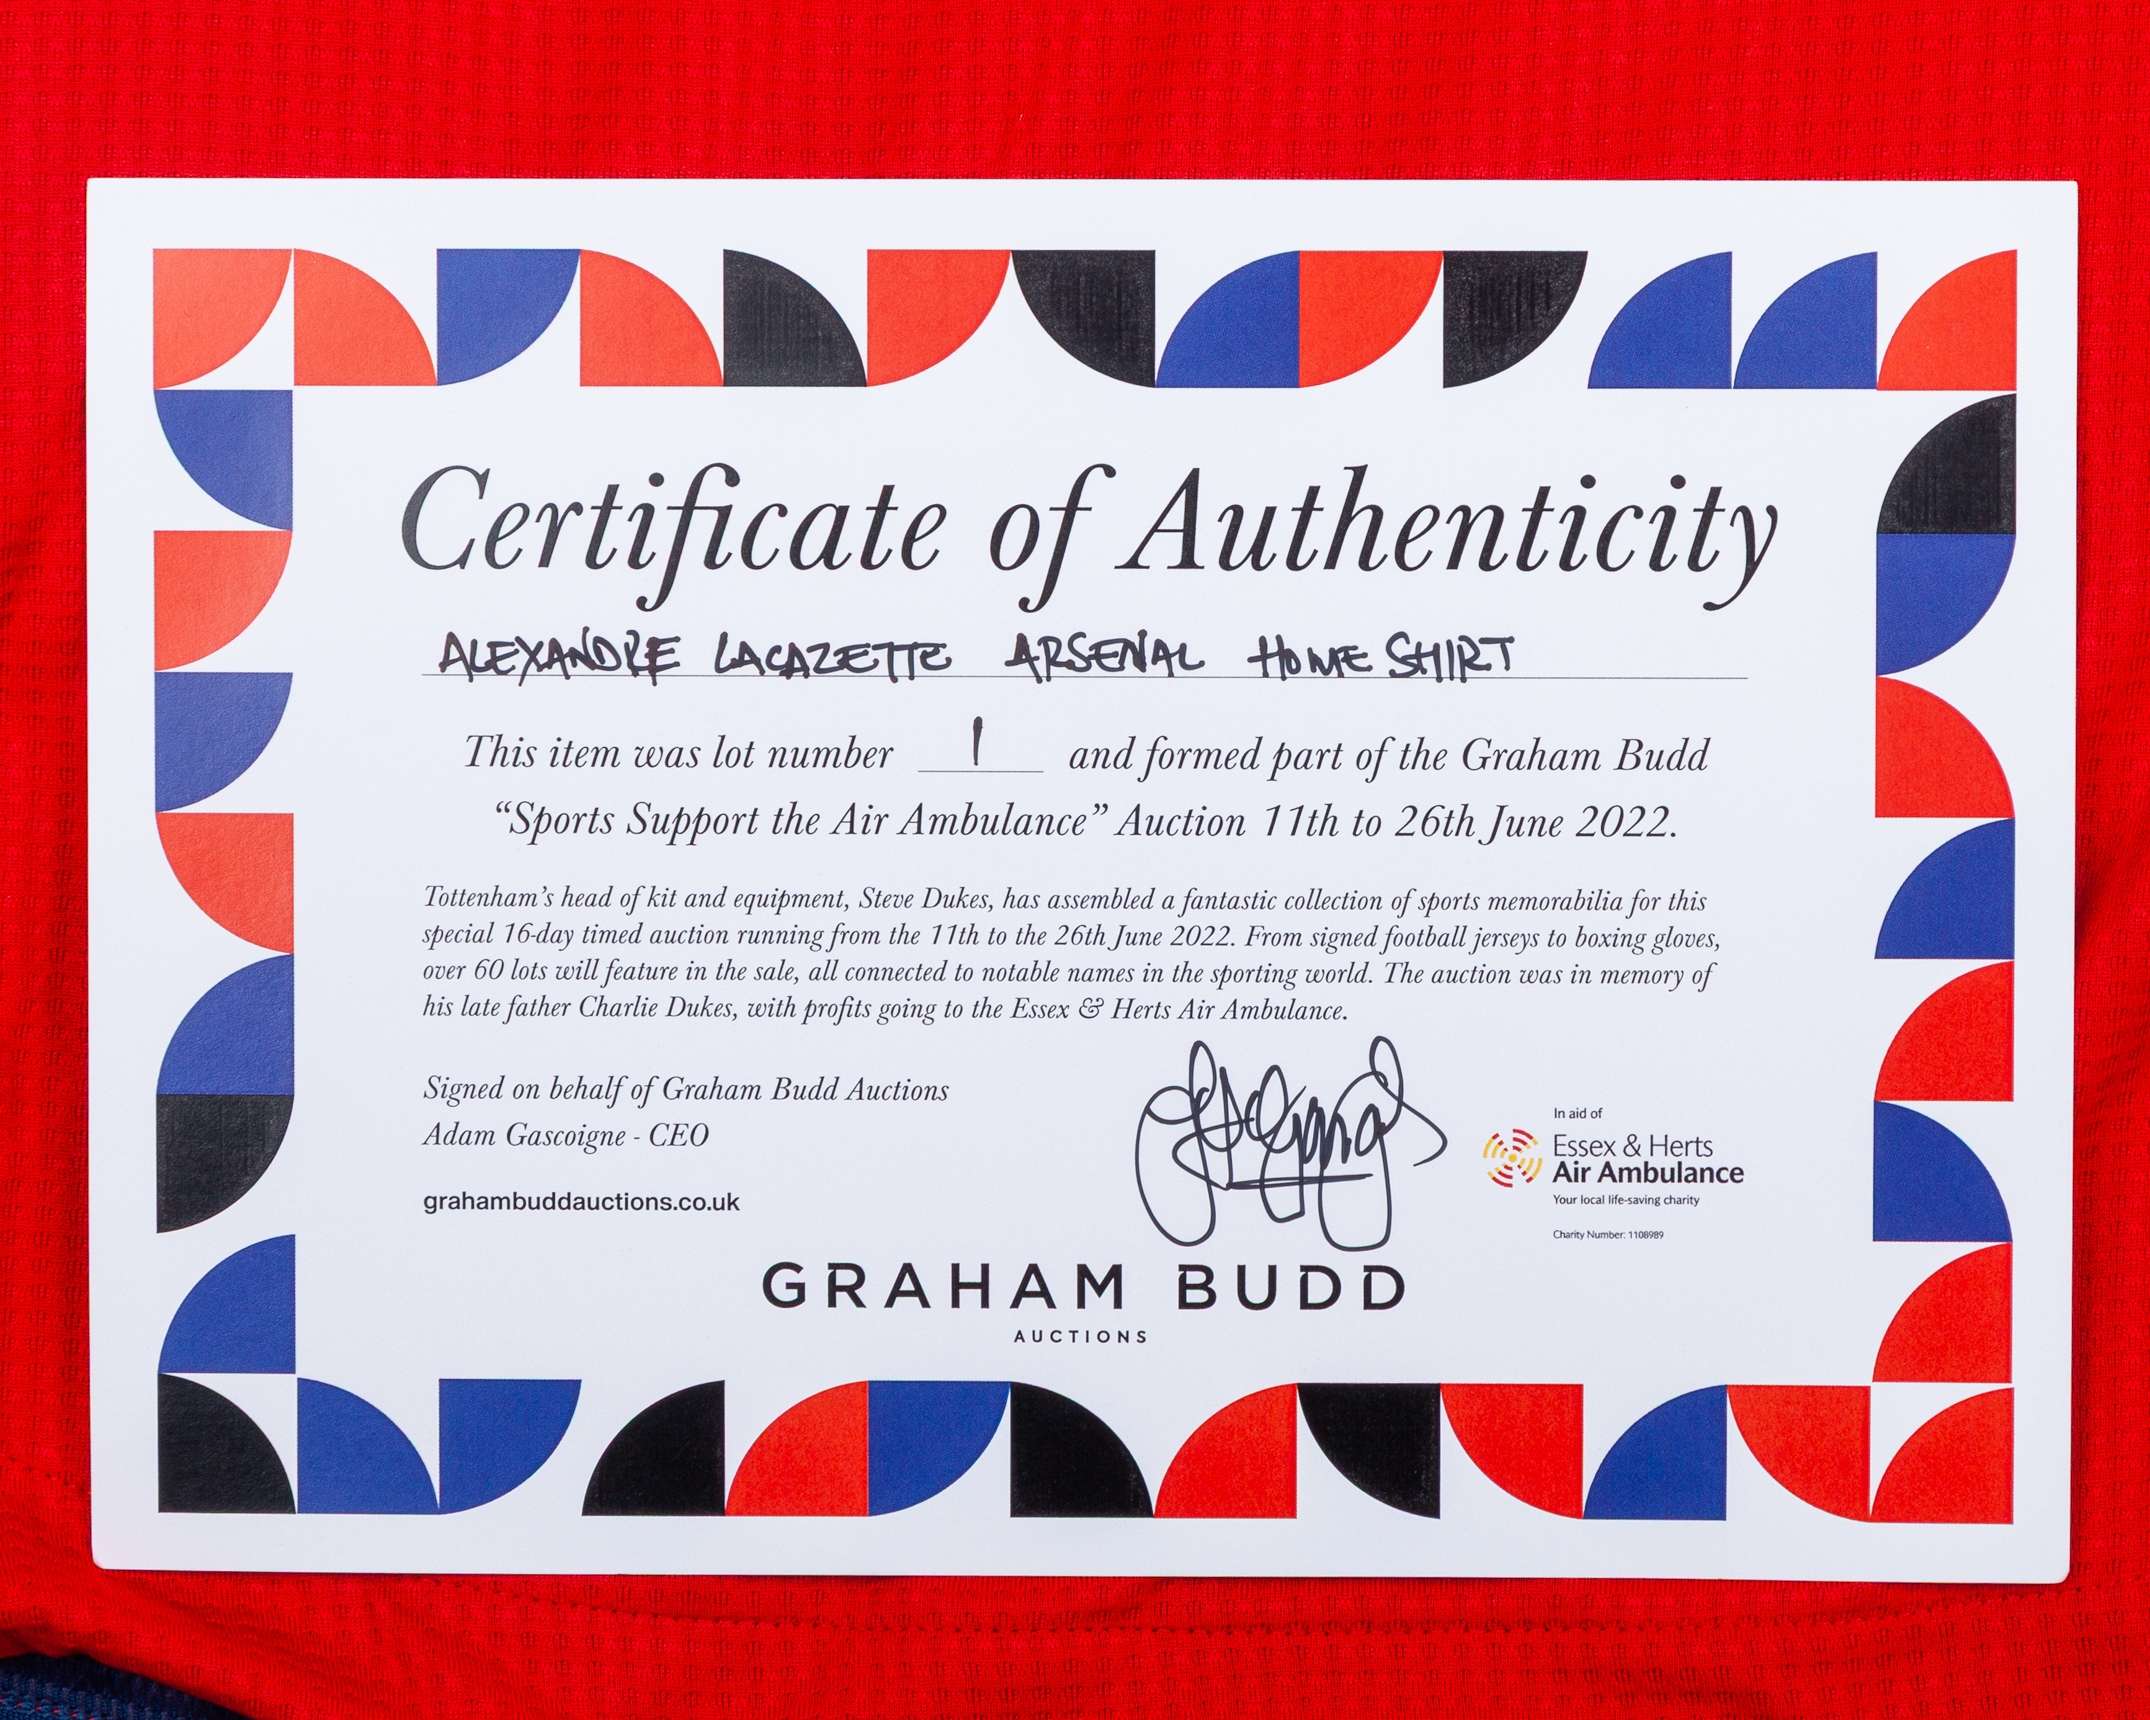 Certificate of Authenticity
ALEXANDRE LACAZETTE ARSENAL HOME SHIRT
This item was lot number 1 and formed part of the Graham Budd
“Sports Support the Air Ambulance” Auction 11th to 26th June 2022.
Tottenham’s head of kit and equipment, Steve Dukes, has assembled a fantastic collection of sports memorabilia for this
special 16-day timed auction running from the 11th to the 26th June 2022. From signed football jerseys to boxing gloves,
over 60 lots will feature in the sale, all connected to notable names in the sporting world. The auction was in memory of
his late father Charlie Dukes, with profits going to the Essex & Herts Air Ambulance.
Signed on behalf of Graham Budd Auctions
Adam Gascoigne - CEO
grahambuddauctions.co.uk
In aid of
Essex & Herts
Air Ambulance
Your local life-saving charity
Charity Number: 1108989
GRAHAM BUDD
AUCTIONS